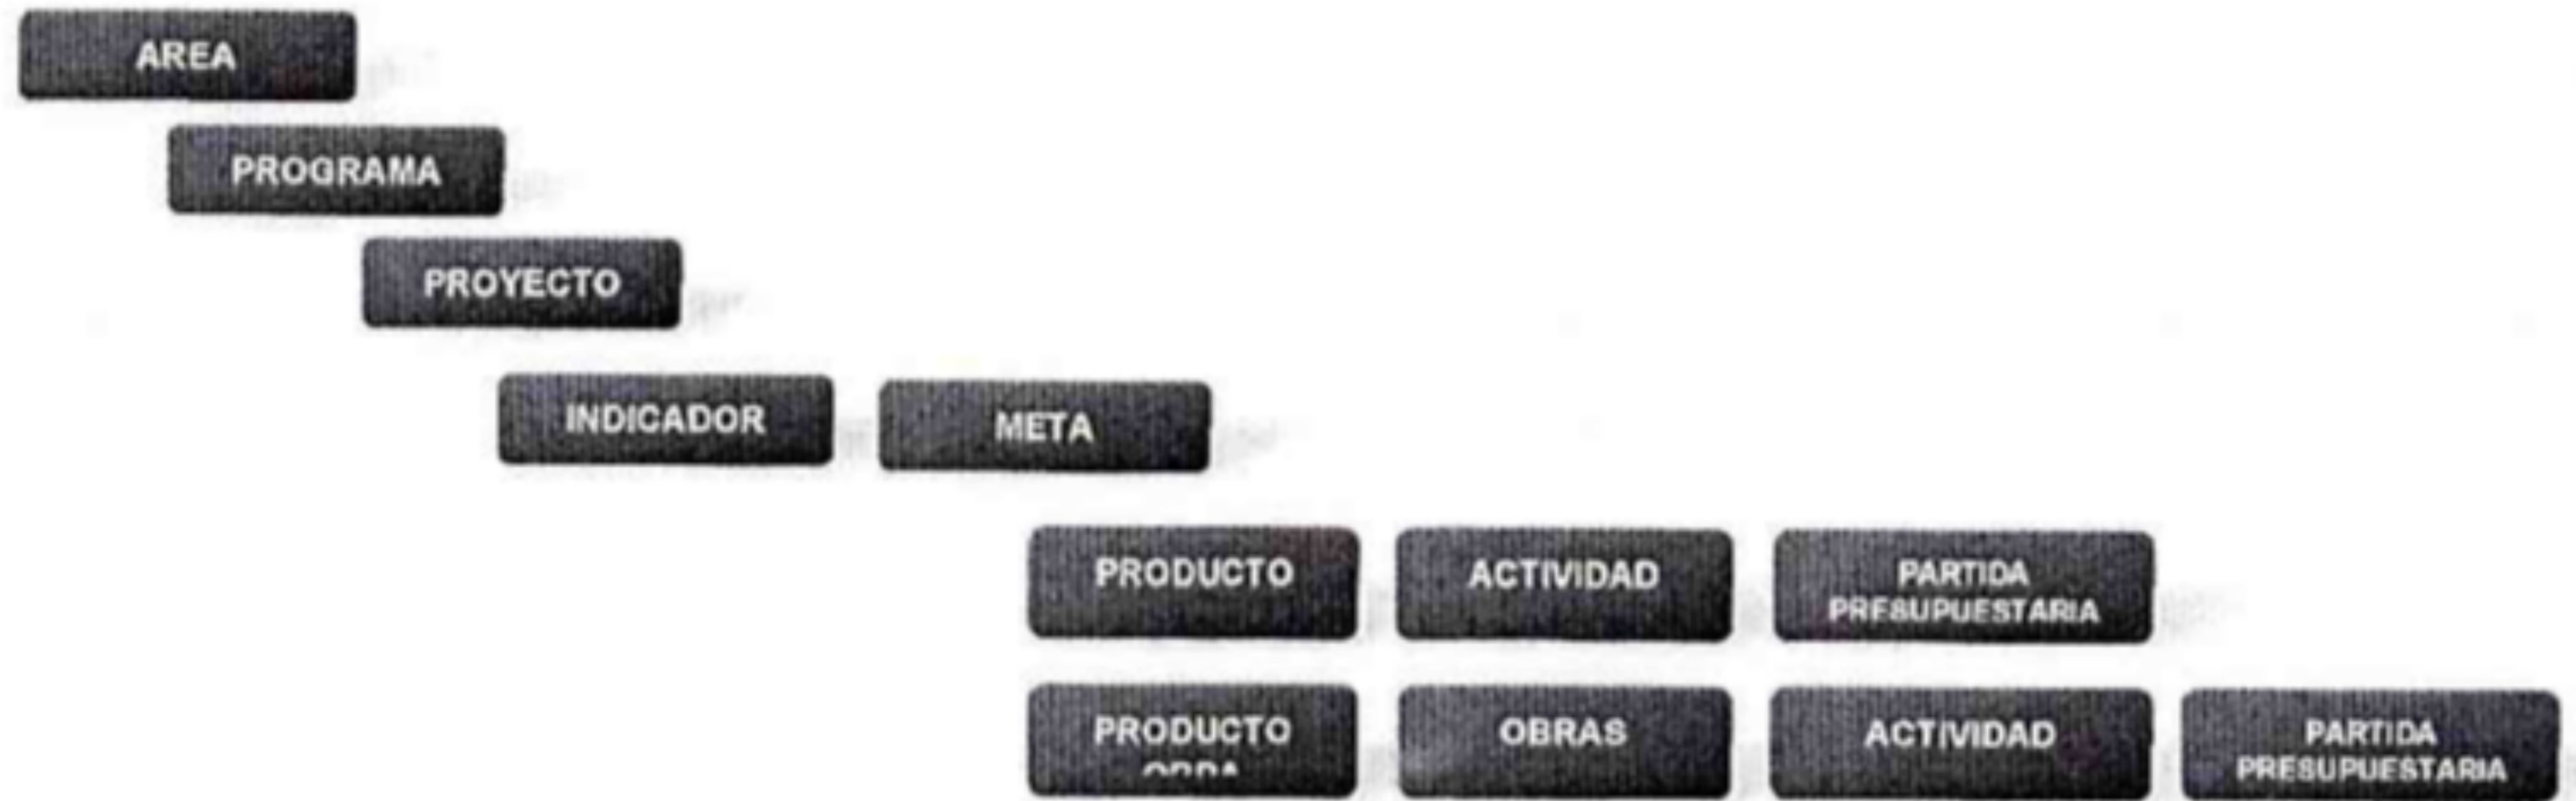 AREA
PROGRAMA
PROYECTO
INDICADOR META
PRODUCTO ACTIVIDAD PARTIDA
PRESUPUESTARIA
PRODUCTO OBRAS ACTIVIDAD PARTIDA
PRESUPUESTARIA